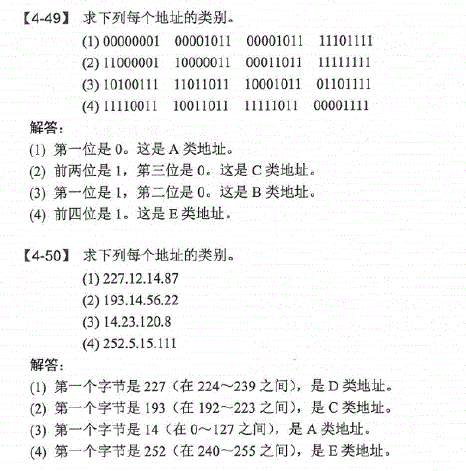 【4-49】 求下列每个地址的类别。
(1) 00000001 00001011 00001011 11101111
(2) 11000001 10000011 00011011 11111111
(3) 10100111 11011011 10001011 01101111
(4) 11110011 10011011 11111011 00001111
解答：
(1) 第一位是 0。这是 A 类地址。
(2) 前两位是 1，第三位是 0。这是 C 类地址。
(3) 第一位是 1，第二位是 0。这是 B 类地址。
(4) 前四位是 1。这是 E 类地址。
【4-50】 求下列每个地址的类别。
(1) 227.12.14.87
(2) 193.14.56.22
(3) 14.23.120.8
(4) 252.5.15.111
解答：
(1) 第一个字节是 227（在 224～239 之间），是 D 类地址。
(2) 第一个字节是 193（在 192～223 之间），是 C 类地址。
(3) 第一个字节是 14（在 0～127 之间），是 A 类地址。
(4) 第一个字节是 252（在 240～255 之间），是 E 类地址。